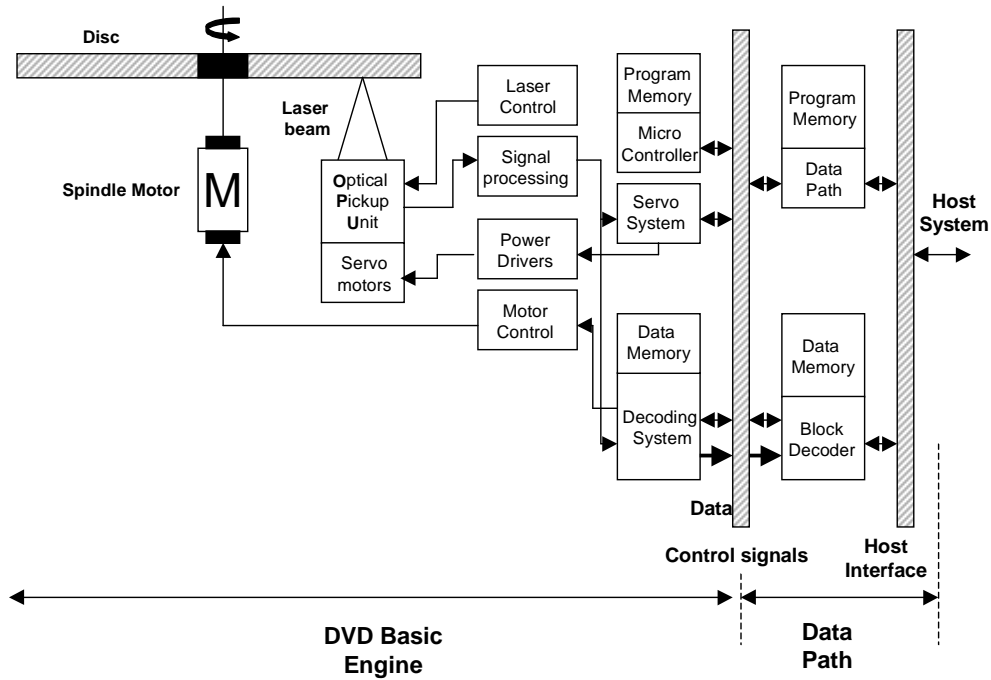 Disc
Laser
beam
Spindle Motor
M
Optical
Pickup
Unit
Servo
motors
Laser
Control
Signal
processing
Power
Drivers
Motor
Control
Program
Memory
Micro
Controller
Servo
System
Data
Memory
Decoding
System
Data
Control signals
Program
Memory
Data
Path
Data
Memory
Block
Decoder
Host
System
Host
Interface
DVD Basic
Engine
Data
Path